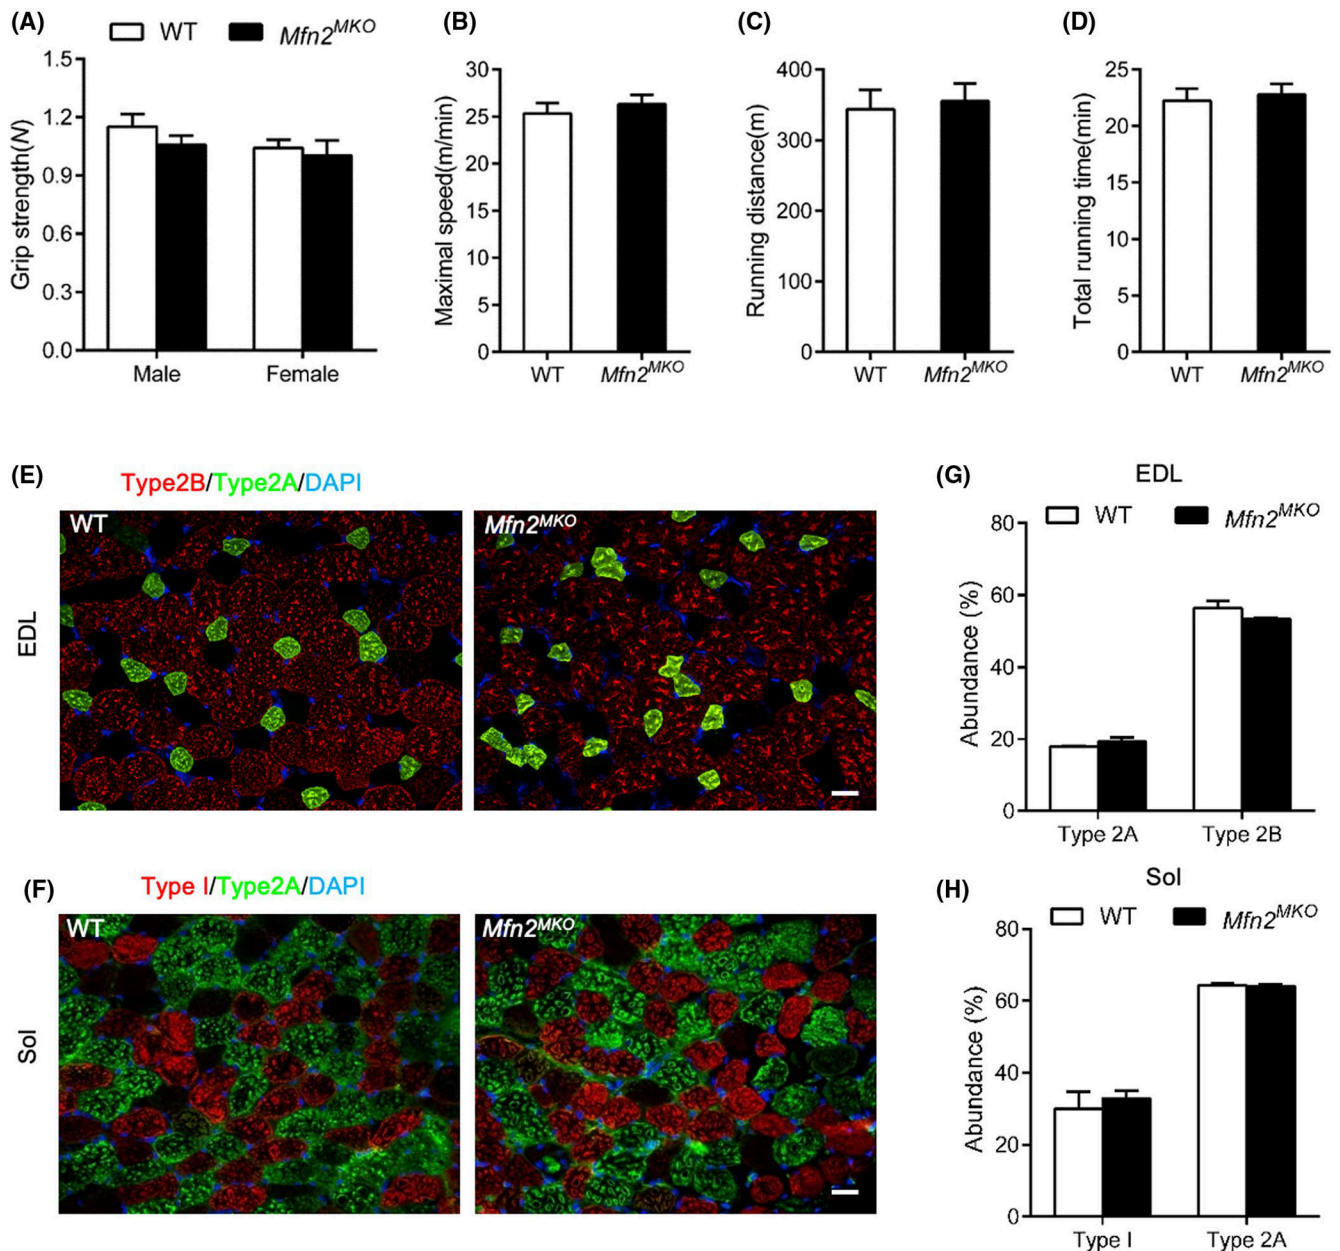 (A)
WT
Mfn2MKO
Grip strength(N)
1.5
1.2
0.9
0.6
0.3
0.0
Male
Female
(B)
Maximal speed(m/min)
30
25
20
15
10
5
0
WT
Mfn2MKO
(C)
Running distance(m)
400
300
200
100
0
WT
Mfn2MKO
(D)
Total running time(min)
25
20
15
10
5
0
WT
Mfn2MKO
(E)
Type2B/Type2A/DAPI
EDL
WT
Mfn2MKO
(G)
EDL
WT
Mfn2MKO
Abundance (%)
80
60
40
20
0
Type 2A
Type 2B
(F)
Type I/Type2A/DAPI
Sol
WT
Mfn2MKO
(H)
Sol
WT
Mfn2MKO
Abundance (%)
80
60
40
20
0
Type I
Type 2A